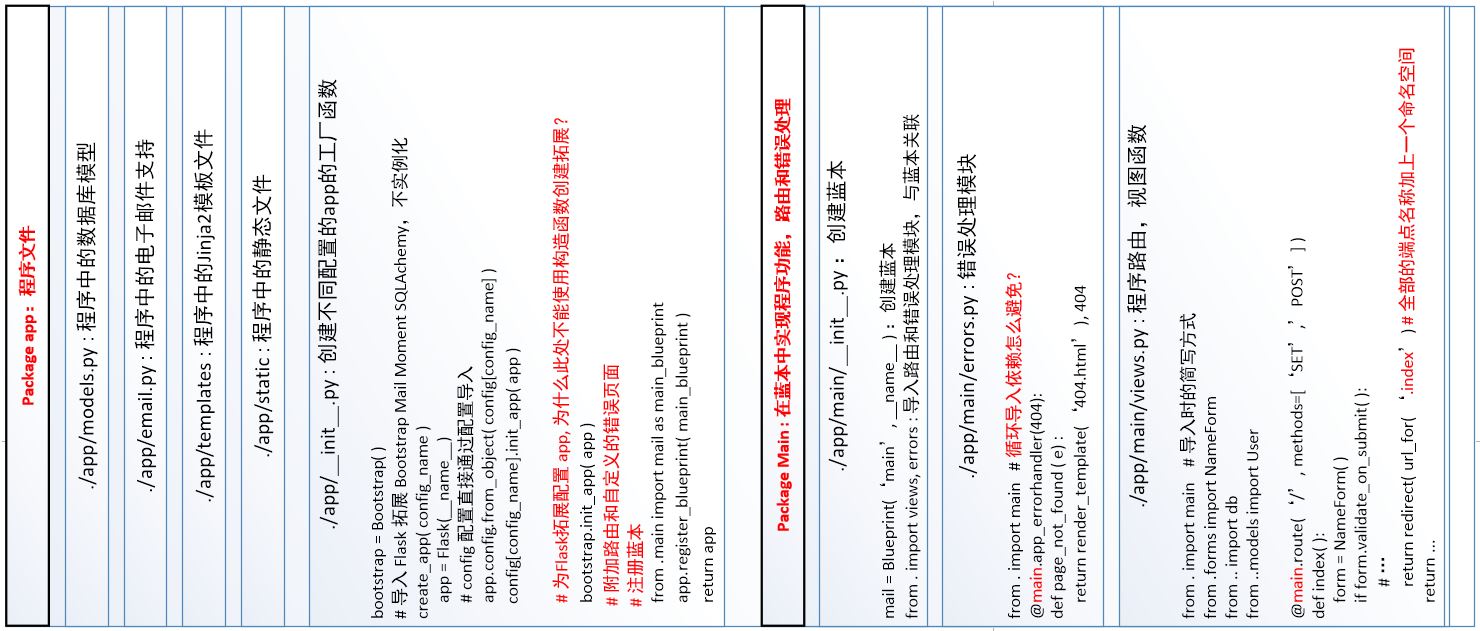 Package app：程序文件
./app/models.py : 程序中的数据库模型
./app/email.py : 程序中的电子邮件支持
./app/templates : 程序中的Jinja2模板文件
./app/static : 程序中的静态文件
./app/__init__.py : 创建不同配置的app的工厂函数
bootstrap = Bootstrap( )
# 导入 Flask 拓展 Bootstrap Mail Moment SQLAchemy，不实例化
create_app( config_name )
app = Flask(__name__)
# config 配置直接通过配置导入
app.config.from_object( config[config_name] )
config[config_name].init_app( app )
# 为Flask拓展配置 app, 为什么此处不能使用构造函数创建拓展？
bootstrap.init_app( app )
# 附加路由和自定义的错误页面
# 注册蓝本
from .main import mail as main_blueprint
app.register_blueprint( main_blueprint )
return app
Package Main : 在蓝本中实现程序功能，路由和错误处理
./app/main/__init__.py ：创建蓝本
mail = Blueprint( ‘main’ , __name__ ) ：创建蓝本
from . import views, errors : 导入路由和错误处理模块，与蓝本关联
./app/main/errors.py : 错误处理模块
from . import main # 循环导入依赖怎么避免？
@main.app_errorhandler(404):
def page_not_found ( e) :
return render_template( ‘404.html’ ), 404
./app/main/views.py : 程序路由，视图函数
from . import main # 导入时的简写方式
from .forms import NameForm
from .. import db
from ..models import User
@main.route( ‘/’ , methods=[ ‘SET’ ,’ POST’ ] )
def index( ):
form = NameForm( )
if form.validate_on_submit( ):
# …
return redirect( url_for( ‘.index’ ) # 全部的端点名称加上一个命名空间
return ...